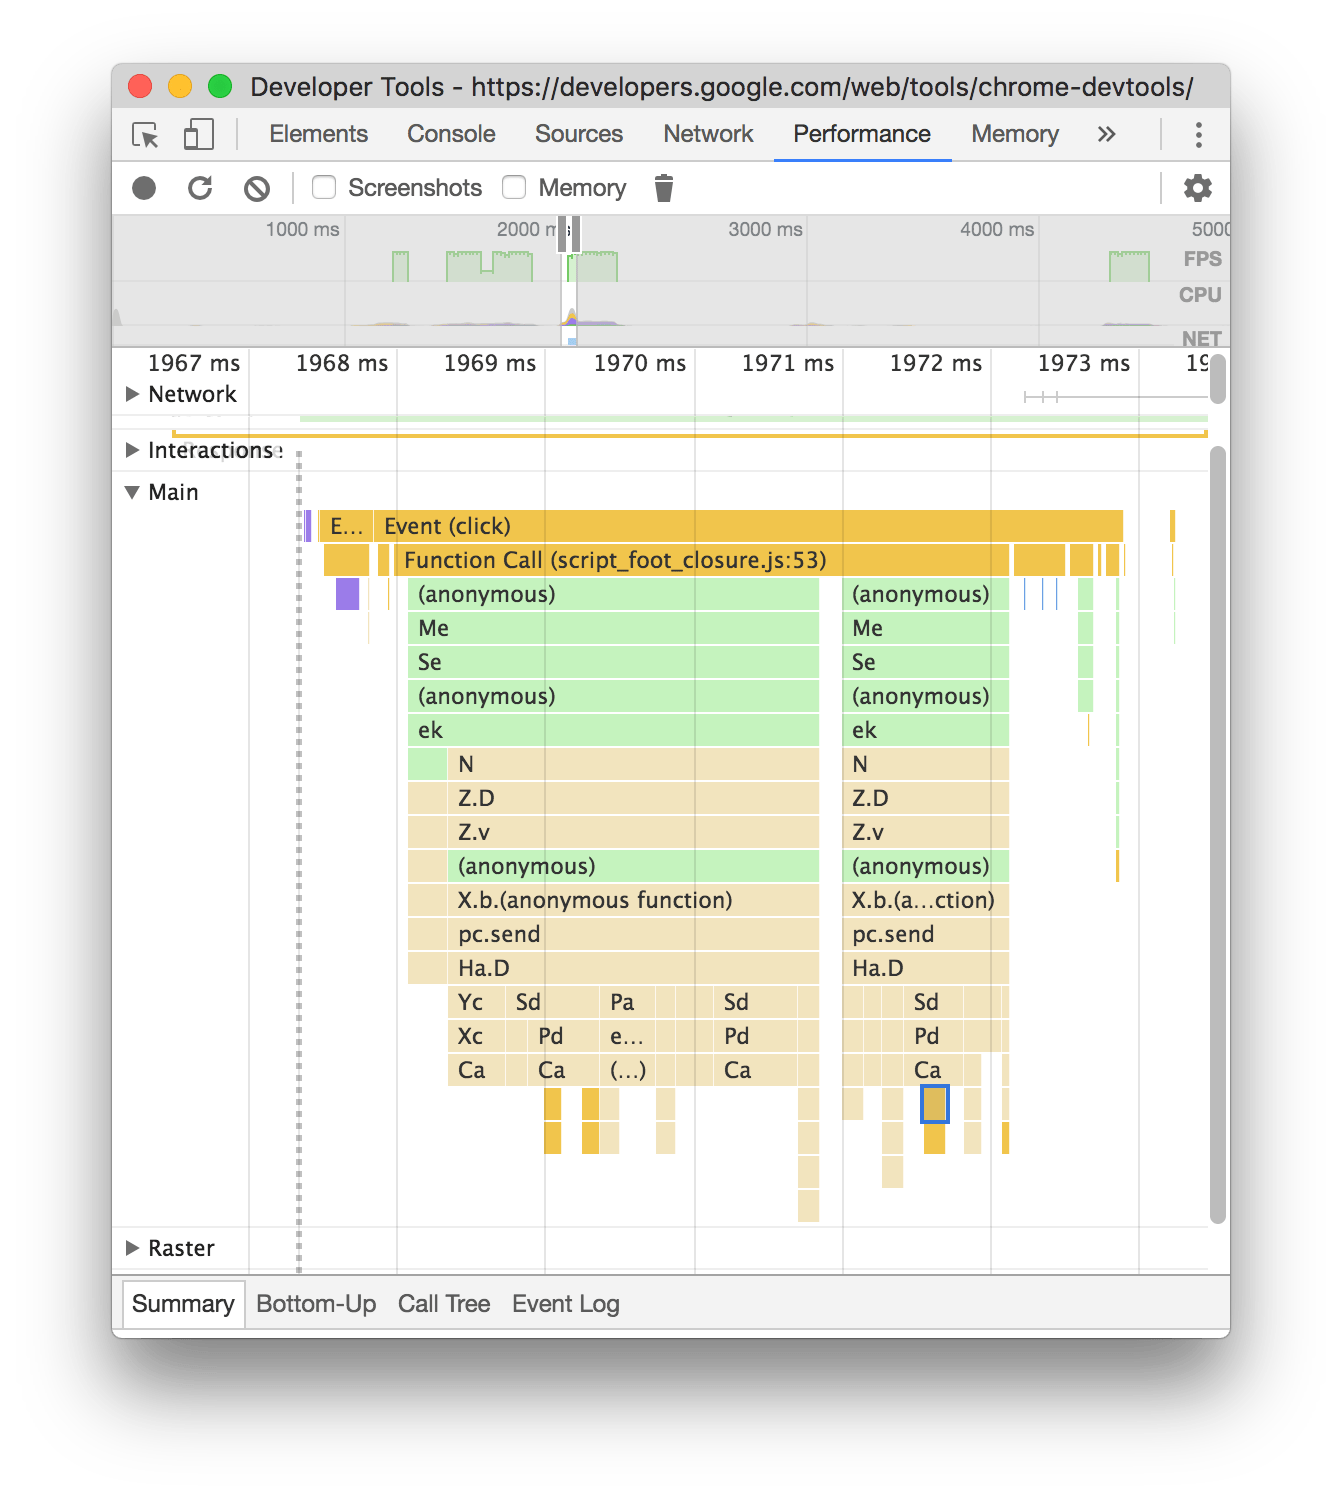 Developer Tools - https://developers.google.com/web/tools/chrome-devtools/
Elements Console Sources Network Performance Memory »
Screenshots Memory
1000 ms 2000 ms 3000 ms 4000 ms 5000
FPS
CPU
NET
1967 ms 1968 ms 1969 ms 1970 ms 1971 ms 1972 ms 1973 ms 19
Network
Interactions
Main
E... Event (click)
Function Call (script_foot_closure.js:53)
(anonymous) (anonymous)
Me Me
Se Se
(anonymous) (anonymous)
ek ek
N N
Z.D Z.D
Z.v Z.v
(anonymous) (anonymous)
X.b.(anonymous function) X.b.(a...ction)
pc.send pc.send
Ha.D Ha.D
Yc Sd Pa Sd Sd
Xc Pd e... Pd Pd
Ca Ca (...) Ca Ca
Raster
Summary Bottom-Up Call Tree Event Log